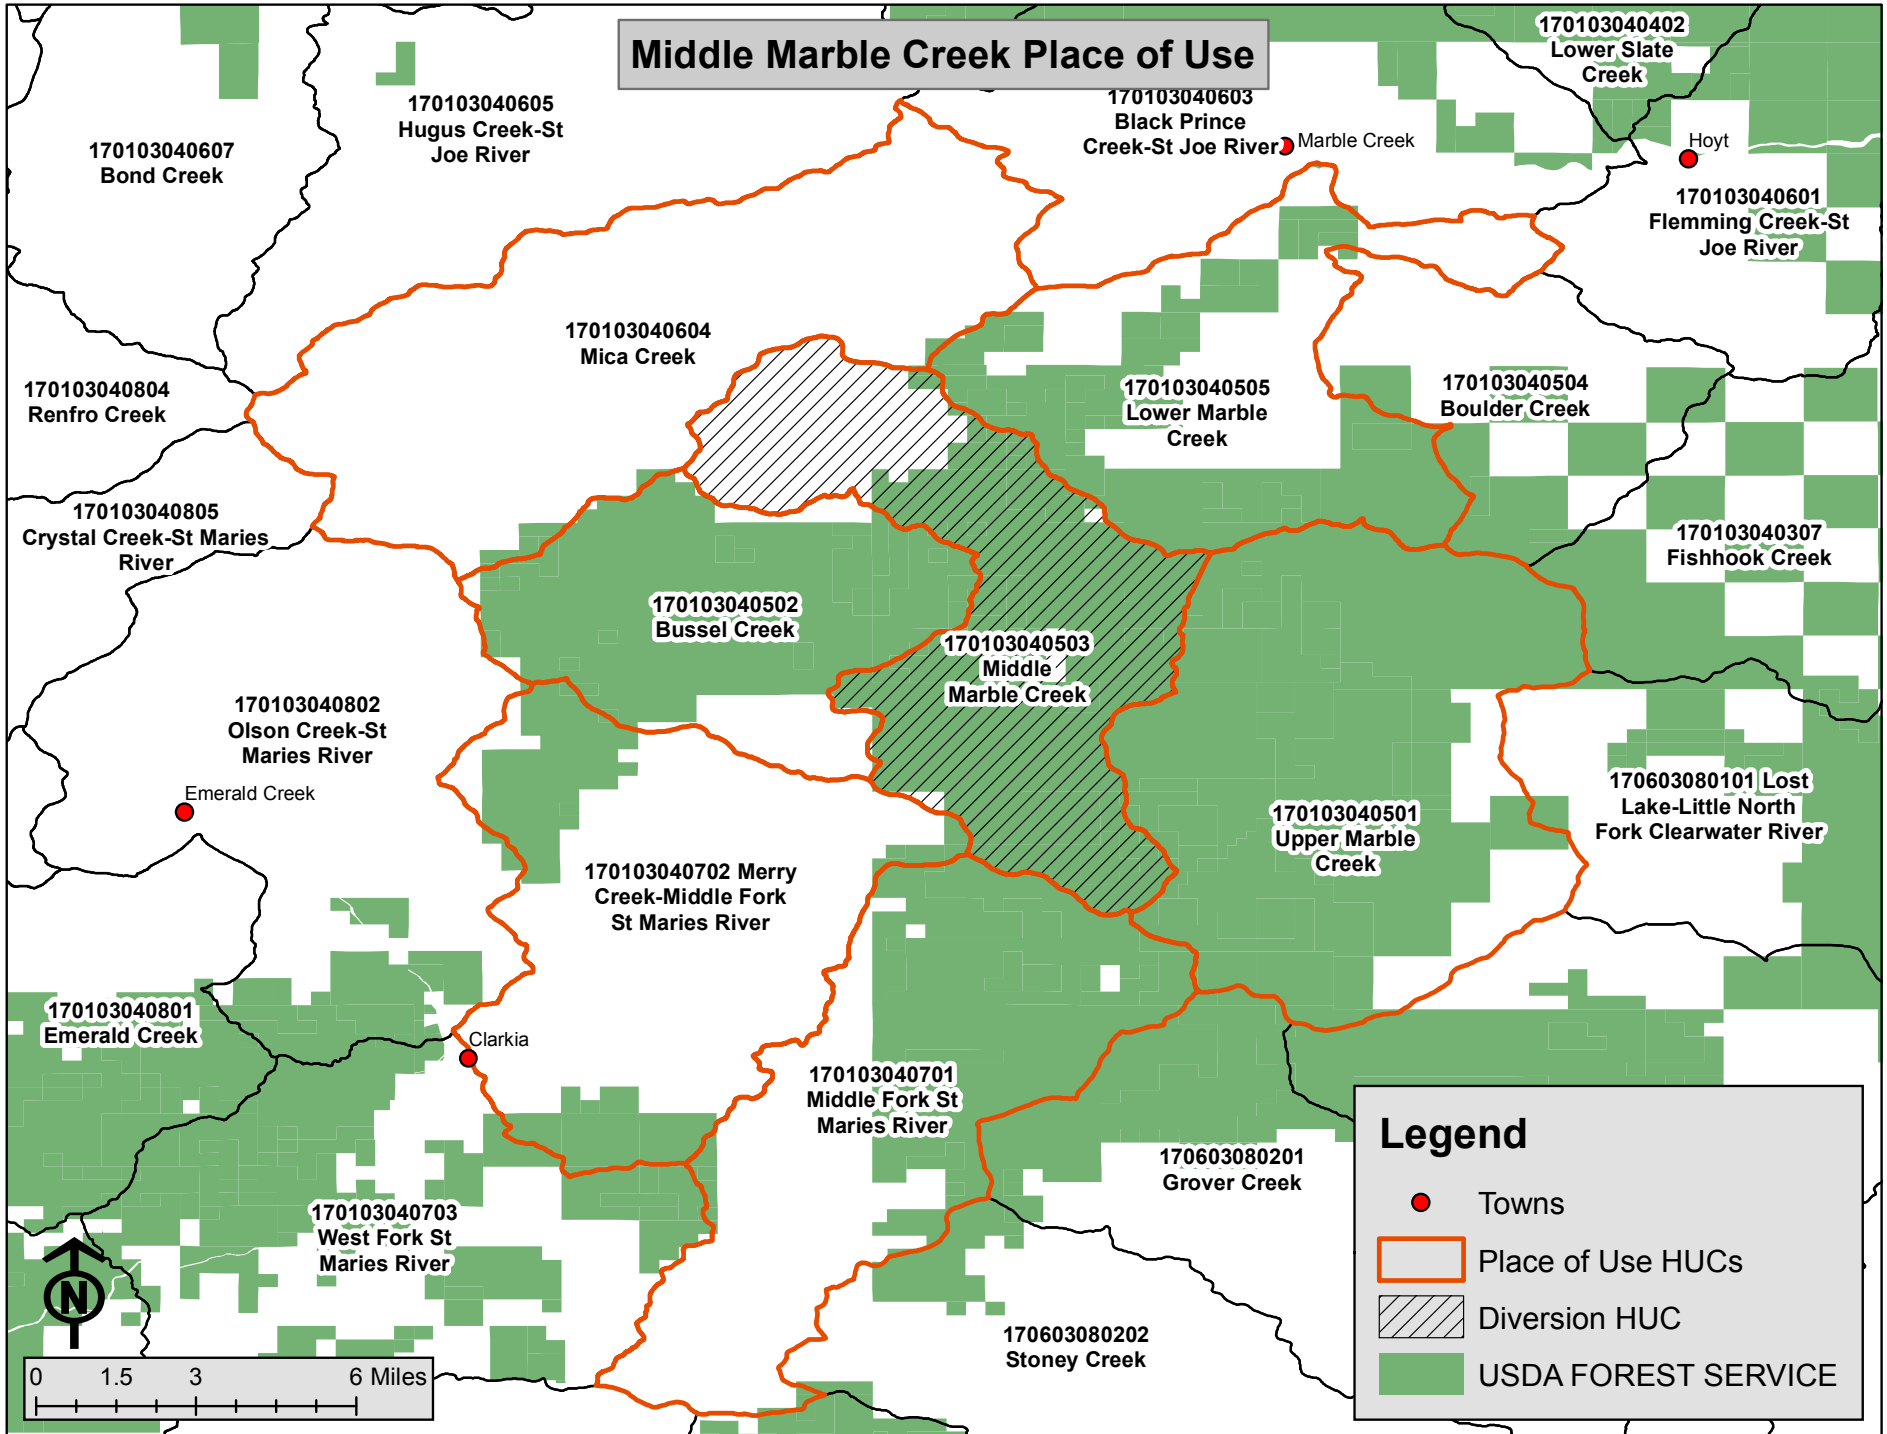 Middle Marble Creek Place of Use
170103040402
Lower Slate
Creek
170103040605
Hugus Creek-St
Joe River
170103040603
Black Prince
Creek-St Joe River
Marble Creek
Hoyt
170103040607
Bond Creek
170103040601
Flemming Creek-St
Joe River
170103040604
Mica Creek
170103040804
Renfro Creek
170103040505
Lower Marble
Creek
170103040504
Boulder Creek
170103040805
Crystal Creek-St Maries
River
170103040307
Fishhook Creek
170103040502
Bussel Creek
170103040503
Middle
Marble Creek
170103040802
Olson Creek-St
Maries River
Emerald Creek
170603080101 Lost
Lake-Little North
Fork Clearwater River
170103040501
Upper Marble
Creek
170103040702 Merry
Creek-Middle Fork
St Maries River
170103040801
Emerald Creek
Clarkia
170103040701
Middle Fork St
Maries River
170603080201
Grover Creek
170103040703
West Fork St
Maries River
170603080202
Stoney Creek
N
0 1.5 3 6 Miles
Legend
Towns
Place of Use HUCs
Diversion HUC
USDA FOREST SERVICE